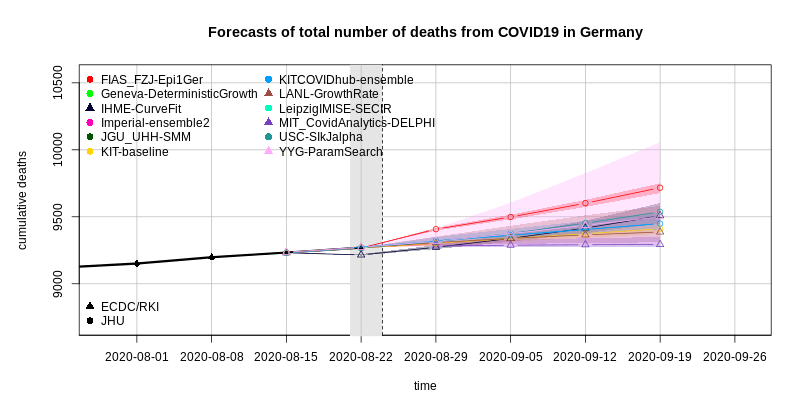 Forecasts of total number of deaths from COVID19 in Germany
cumulative deaths
10500
10000
9500
9000
FIAS_FZJ-Epi1Ger
Geneva-DeterministicGrowth
IHME-CurveFit
Imperial-ensemble2
JGU_UHH-SMM
KIT-baseline
KITCOVIDhub-ensemble
LANL-GrowthRate
LeipzigIMISE-SECIR
MIT_CovidAnalytics-DELPHI
USC-SIkJalpha
YYG-ParamSearch
ECDC/RKI
JHU
2020-08-01
2020-08-08
2020-08-15
2020-08-22
2020-08-29
2020-09-05
2020-09-12
2020-09-19
2020-09-26
time